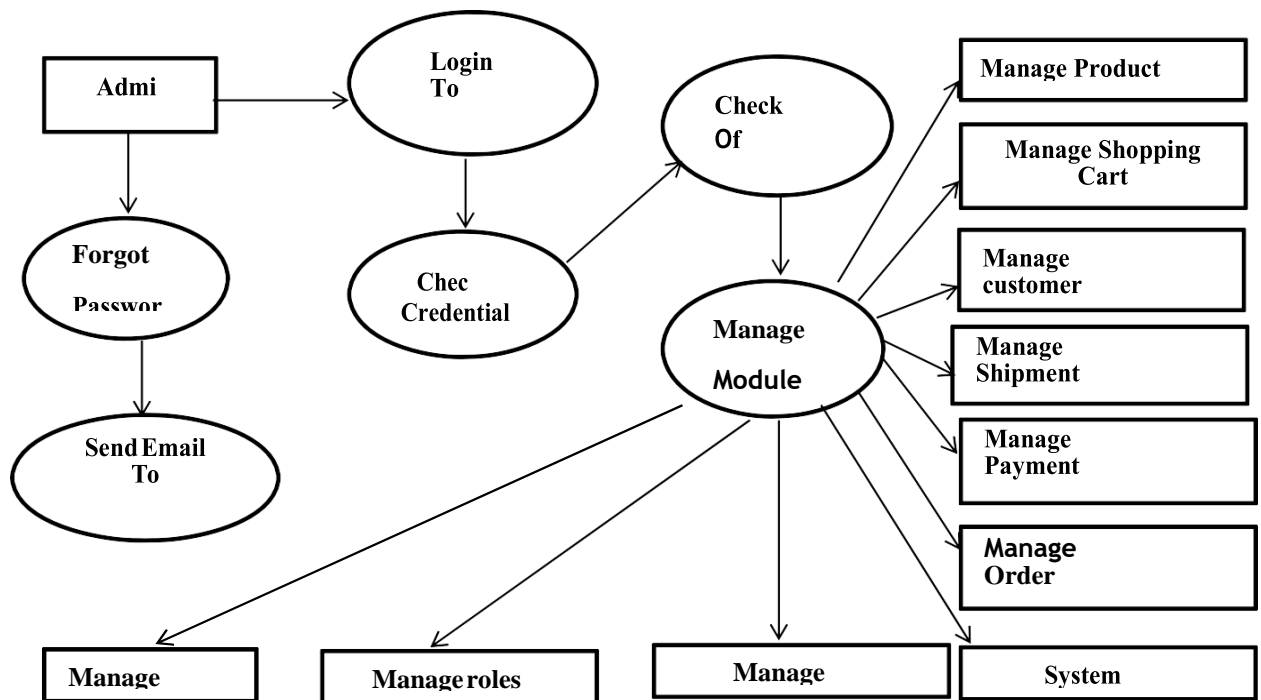 Admi
Login
To
Check
Of
Manage Product
Manage Shopping
Cart
Forgot
Passwor
Chec
Credential
Manage
customer
Manage
Module
Manage
Shipment
Send Email
To
Manage
Payment
Manage
Order
Manage
Manage roles
Manage
System